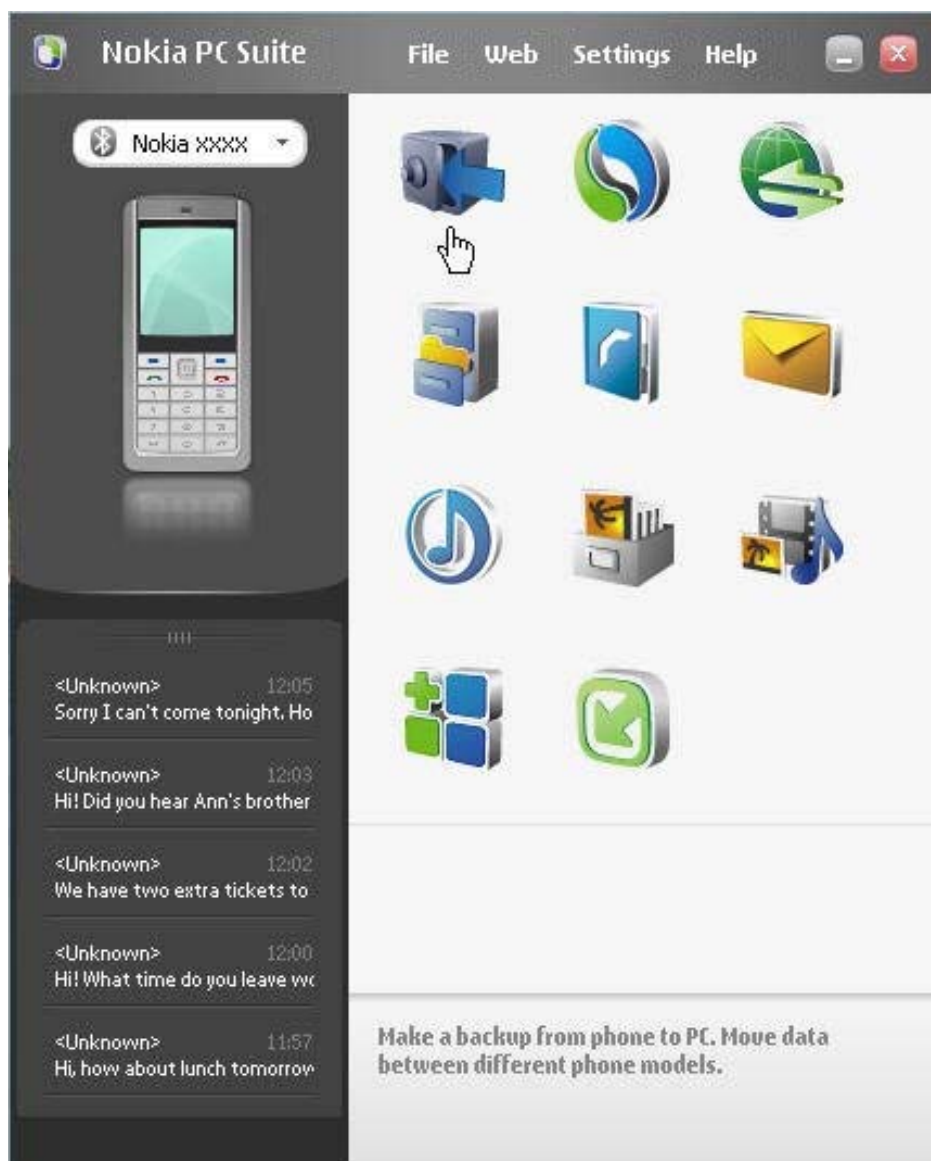 Nokia PC Suite
File Web Settings Help
Nokia xxxx
<Unknown> 12:05
Sorry I can't come tonight. Ho
<Unknown> 12:03
Hi! Did you hear Ann's brother
<Unknown> 12:02
We have two extra tickets to
<Unknown> 12:00
Hi! What time do you leave
<Unknown> 11:57
Hi, how about lunch tomorrow
Make a backup from phone to PC. Move data
between different phone models.